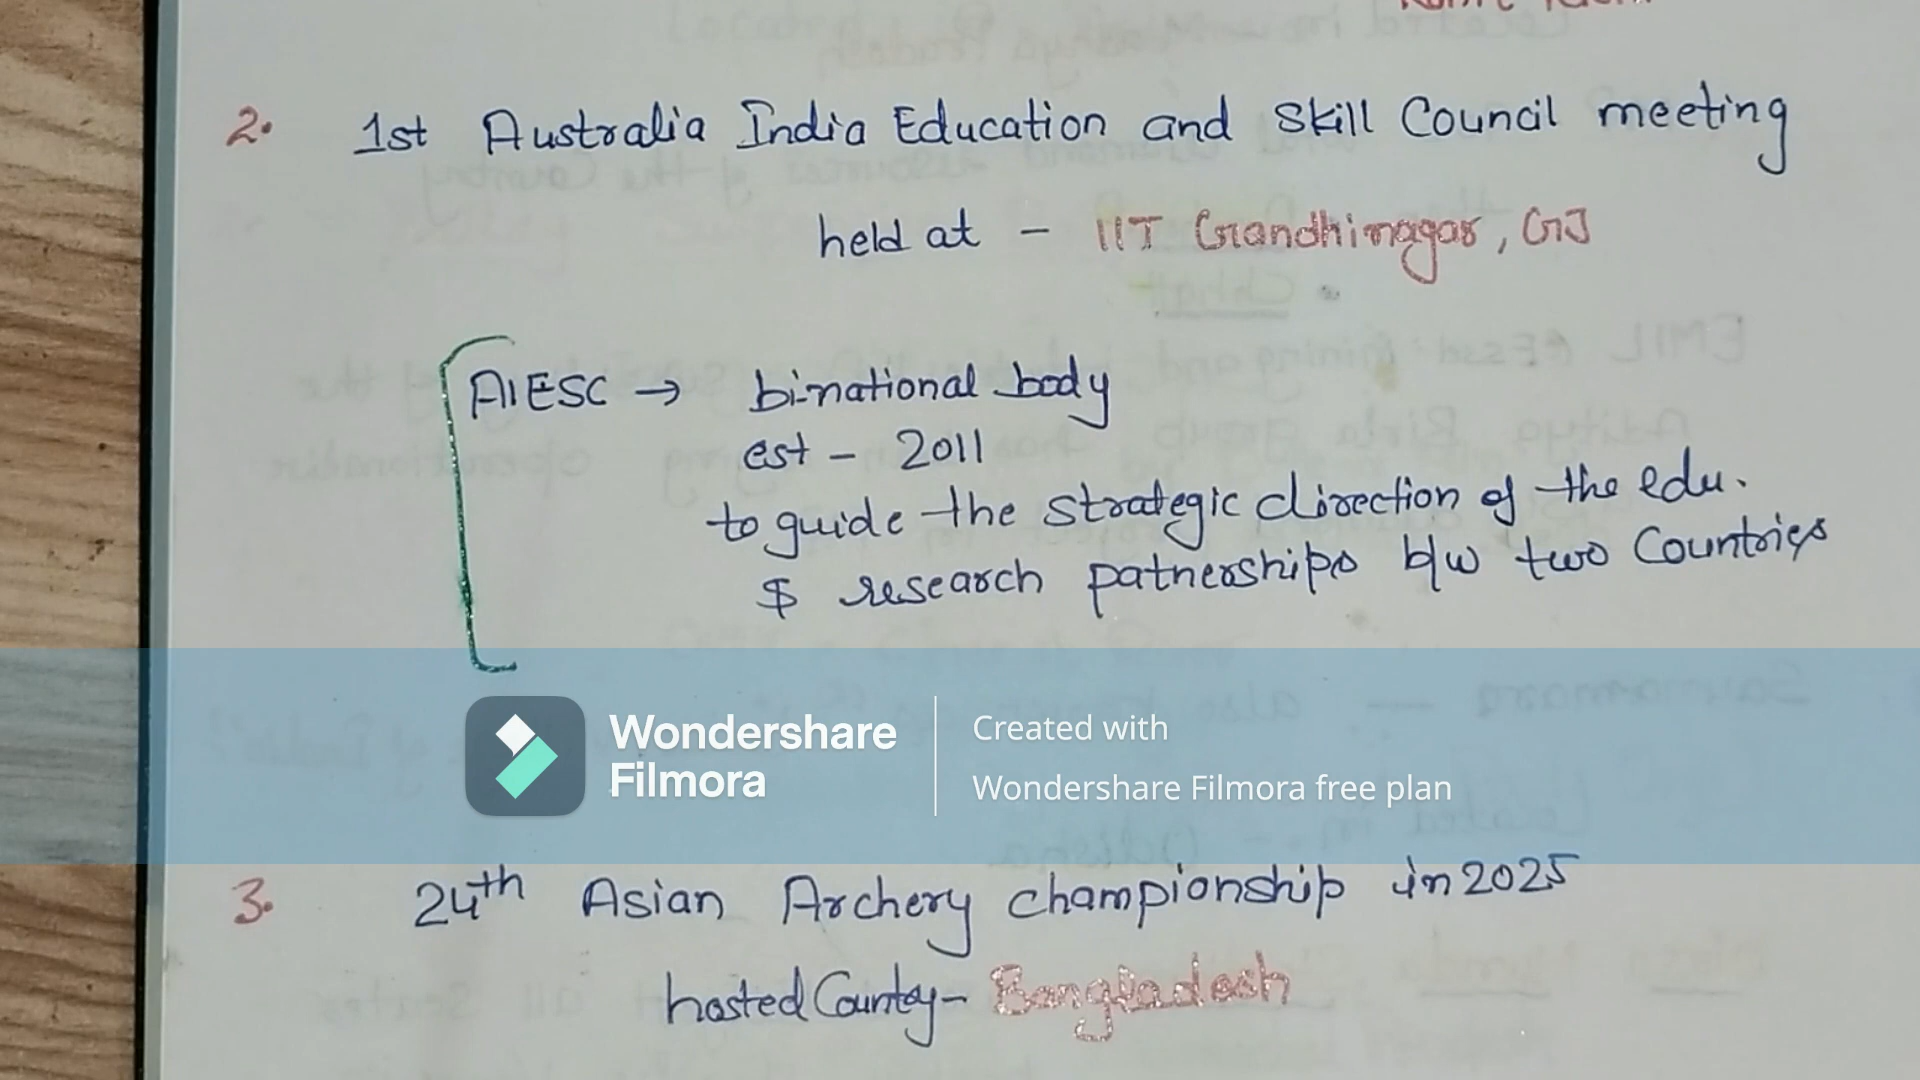 2. 1st Australia India Education and Skill Council meeting
held at - IIT Gandhinagar, GJ
AIESC → bi-national body
est - 2011
to guide the strategic direction of the edu.
$ research patnerships b/w two Countries
Wondershare
Filmora
Created with
Wondershare Filmora free plan
3. 24th Asian Archery championship in 2025
hosted County- Bangladesh